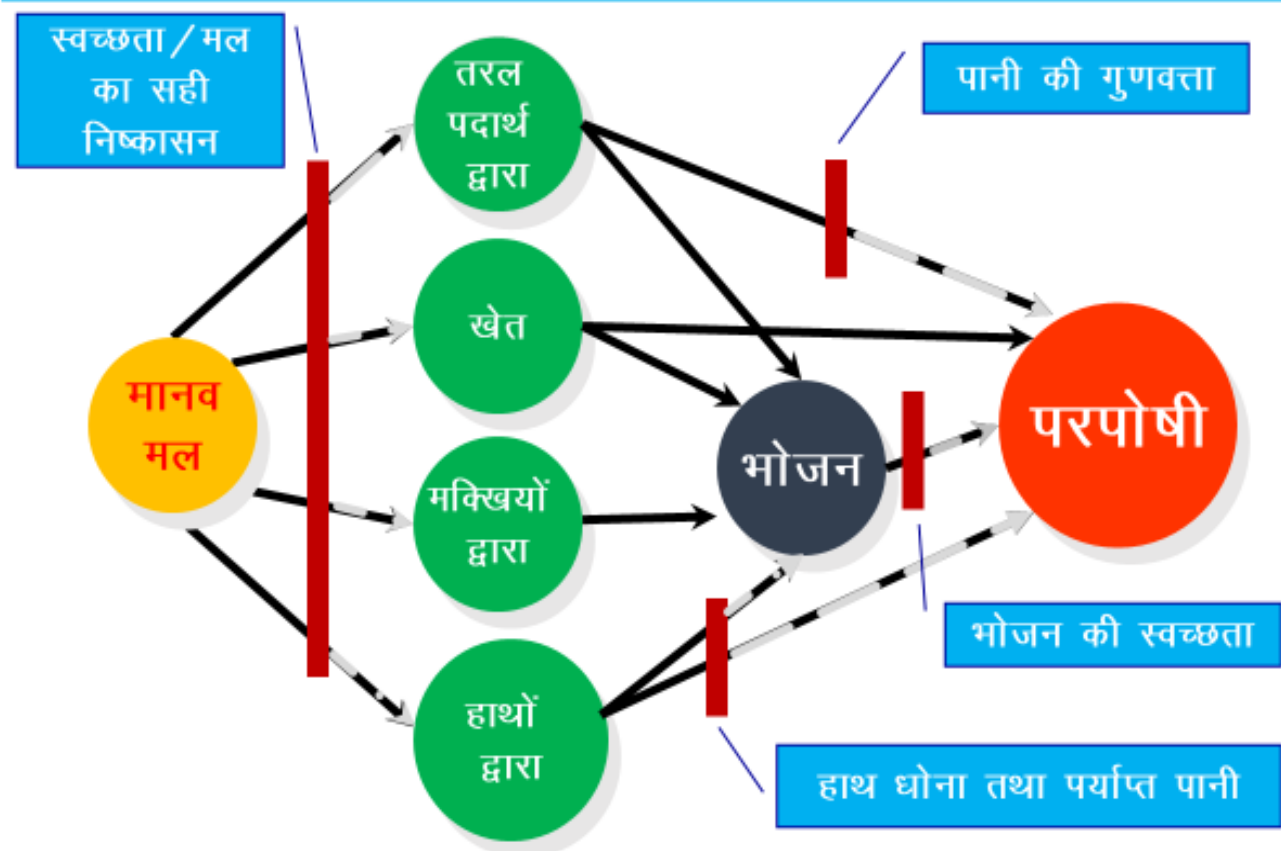 स्वच्छता/मल
का सही
निष्कासन
तरल
पदार्थ
द्वारा
पानी की गुणवत्ता
खेत
मानव
मल
परपोषी
भोजन
मक्खियों
द्वारा
भोजन की स्वच्छता
हाथों
द्वारा
हाथ धोना तथा पर्याप्त पानी